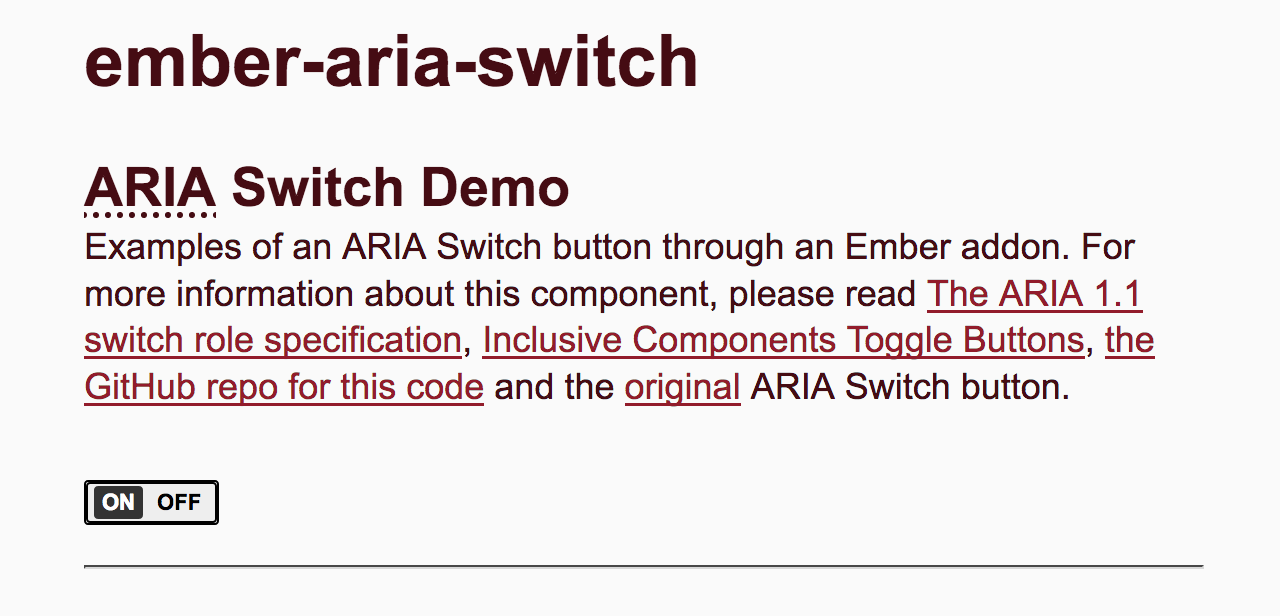 ember-aria-switch
ARIA Switch Demo
Examples of an ARIA Switch button through an Ember addon. For
more information about this component, please read The ARIA 1.1
switch role specification, Inclusive Components Toggle Buttons, the
GitHub repo for this code and the original ARIA Switch button.
ON OFF